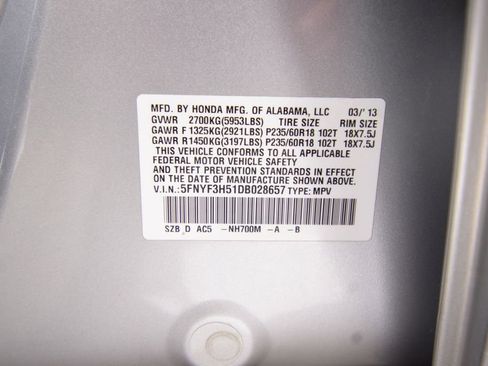 MFD. BY HONDA MFG. OF ALABAMA, LLC 03/'13
GVWR 2700KG(5953LBS) TIRE SIZE RIM SIZE
GAWR F 1325KG(2921LBS) P235/60R18 102T 18X7.5J
GAWR R1450KG(3197LBS) P235/60R18 102T 18X7.5J
THIS VEHICLE CONFORMS TO ALL APPLICABLE
FEDERAL MOTOR VEHICLE SAFETY
AND THEFT PREVENTION STANDARDS IN EFFECT
ON THE DATE OF MANUFACTURE SHOWN ABOVE.
V.I.N.: 5FNYF3H51DB028657 TYPE: MPV
SZB D AC5 -NH700M -A -B